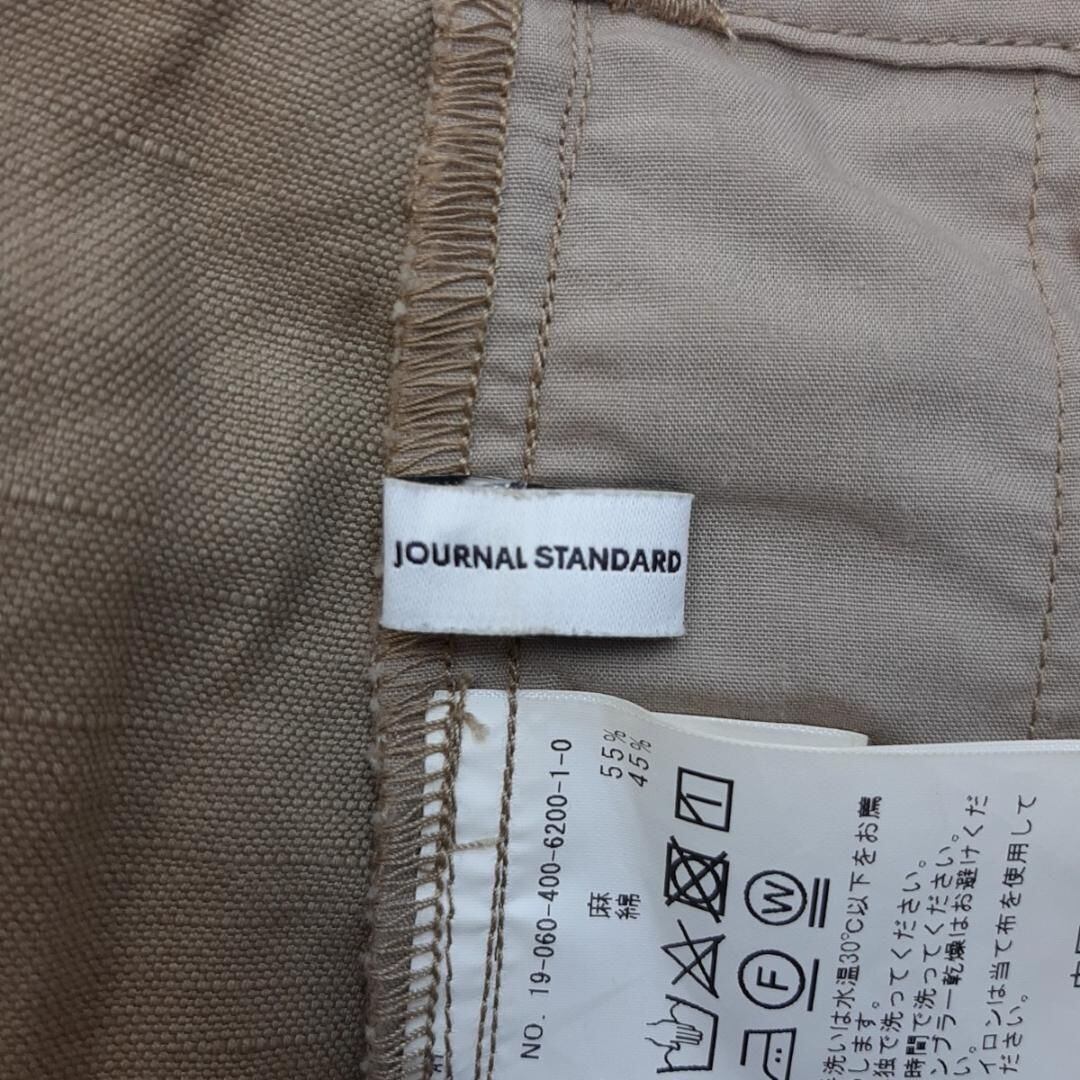 JOURNAL STANDARD
NO. 19-060-400-6200-1-0
麻 55%
綿 45%
W
F
洗いは水温30℃以下をお薦
します。
独で洗ってください。
時間で洗ってください。
ンブラー乾燥はお避けくだ
い。
イロンは当て布を使用して
ださい。